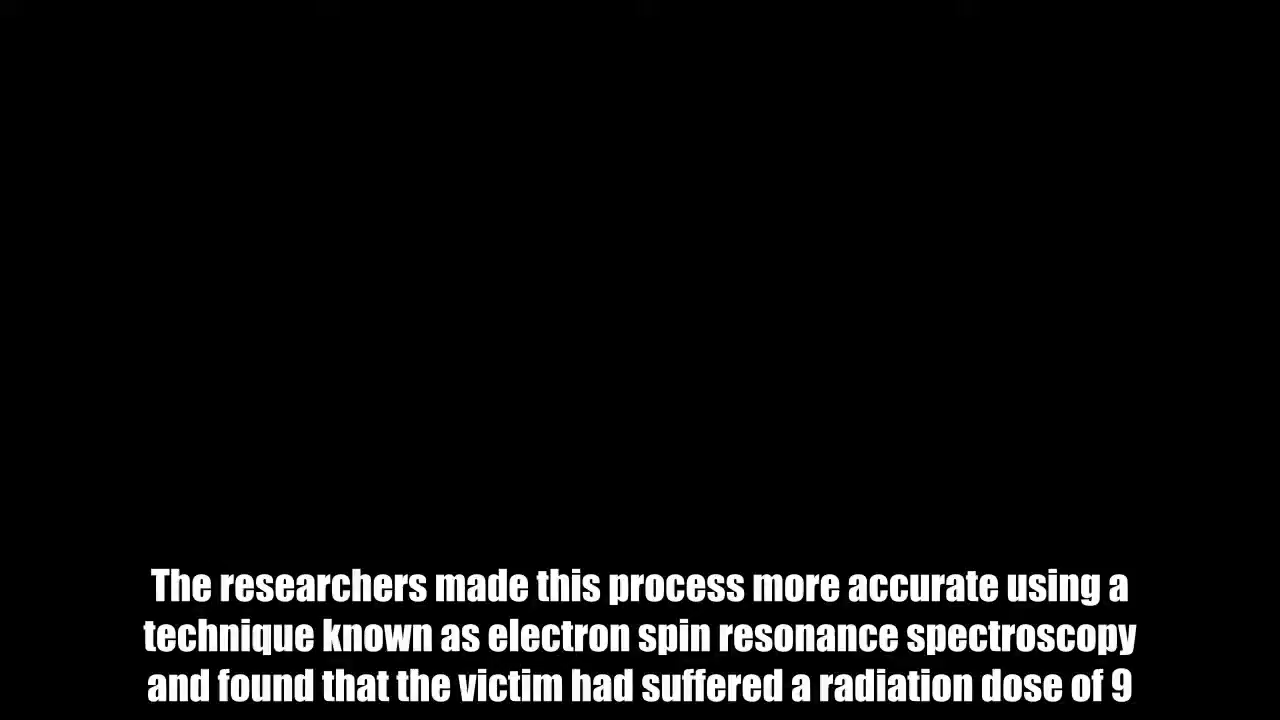 The researchers made this process more accurate using a
technique known as electron spin resonance spectroscopy
and found that the victim had suffered a radiation dose of 9